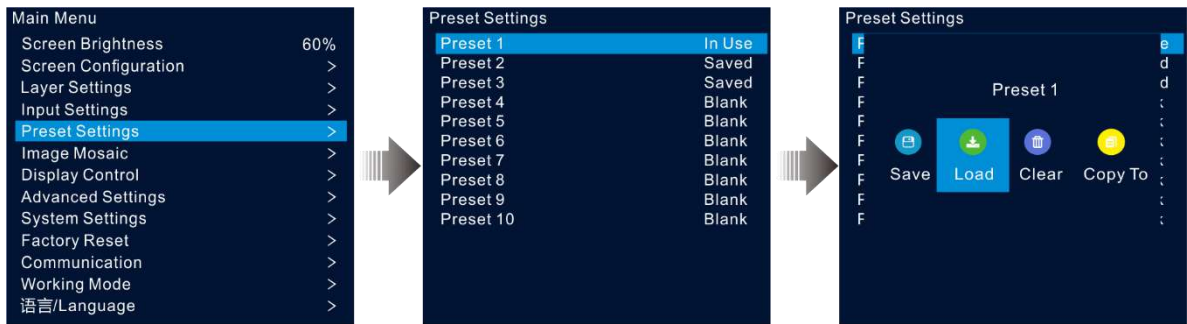 Main Menu
Screen Brightness 60%
Screen Configuration >
Layer Settings >
Input Settings >
Preset Settings >
Image Mosaic >
Display Control >
Advanced Settings >
System Settings >
Factory Reset >
Communication >
Working Mode >
语言/Language >
Preset Settings
Preset 1 In Use
Preset 2 Saved
Preset 3 Saved
Preset 4 Blank
Preset 5 Blank
Preset 6 Blank
Preset 7 Blank
Preset 8 Blank
Preset 9 Blank
Preset 10 Blank
Preset Settings
Preset 1
Save Load Clear Copy To